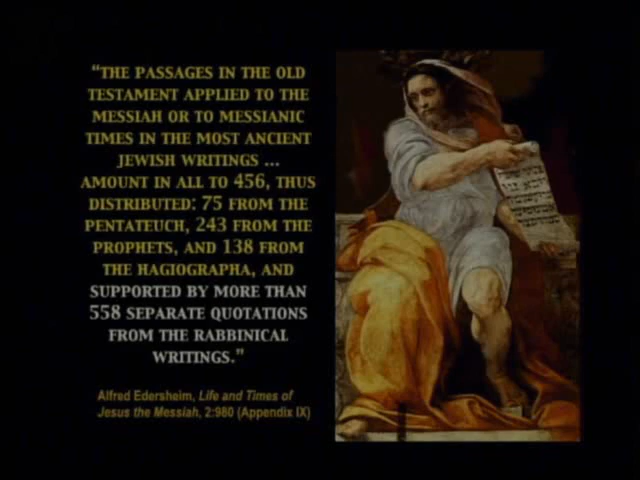 “THE PASSAGES IN THE OLD
TESTAMENT APPLIED TO THE
MESSIAH OR TO MESSIANIC
TIMES IN THE MOST ANCIENT
JEWISH WRITINGS ...
AMOUNT IN ALL TO 456, THUS
DISTRIBUTED: 75 FROM THE
PENTATEUCH, 243 FROM THE
PROPHETS, AND 138 FROM
THE HAGIOGRAPHA, AND
SUPPORTED BY MORE THAN
558 SEPARATE QUOTATIONS
FROM THE RABBINICAL
WRITINGS.”
Alfred Edersheim, Life and Times of
Jesus the Messiah, 2:980 (Appendix IX)